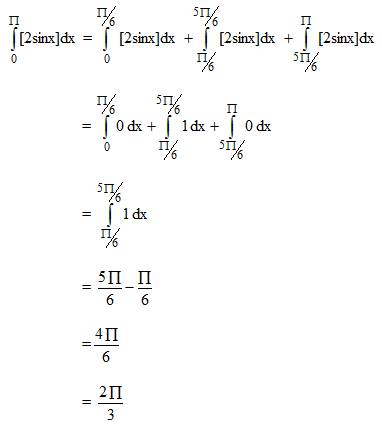 ∫₀^Π [2sinx]dx = ∫₀^(Π/6) [2sinx]dx + ∫_(Π/6)^(5Π/6) [2sinx]dx + ∫_(5Π/6)^Π [2sinx]dx
= ∫₀^(Π/6) 0 dx + ∫_(Π/6)^(5Π/6) 1 dx + ∫_(5Π/6)^Π 0 dx
= ∫_(Π/6)^(5Π/6) 1 dx
= 5Π/6 − Π/6
= 4Π/6
= 2Π/3